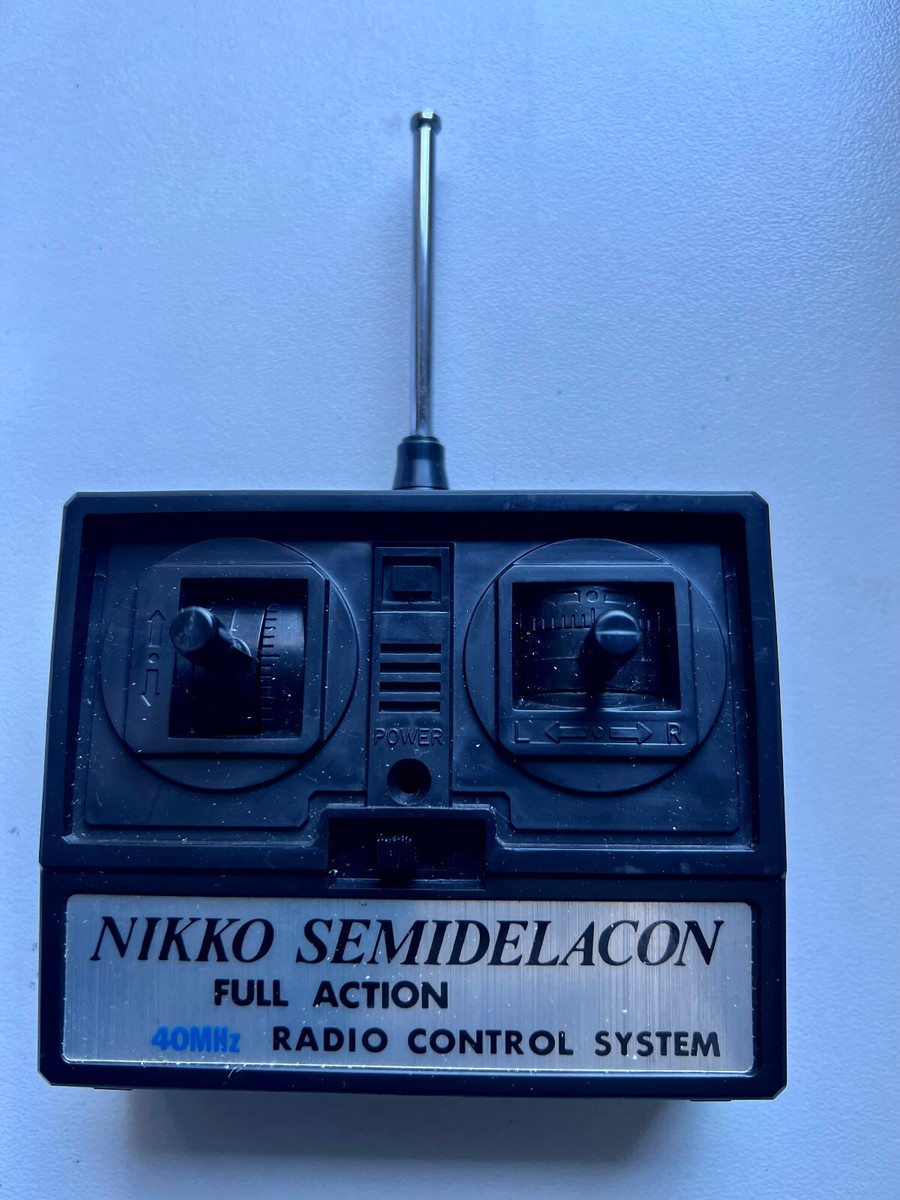 POWER
L R
NIKKO SEMIDELACON
FULL ACTION
40MHz RADIO CONTROL SYSTEM